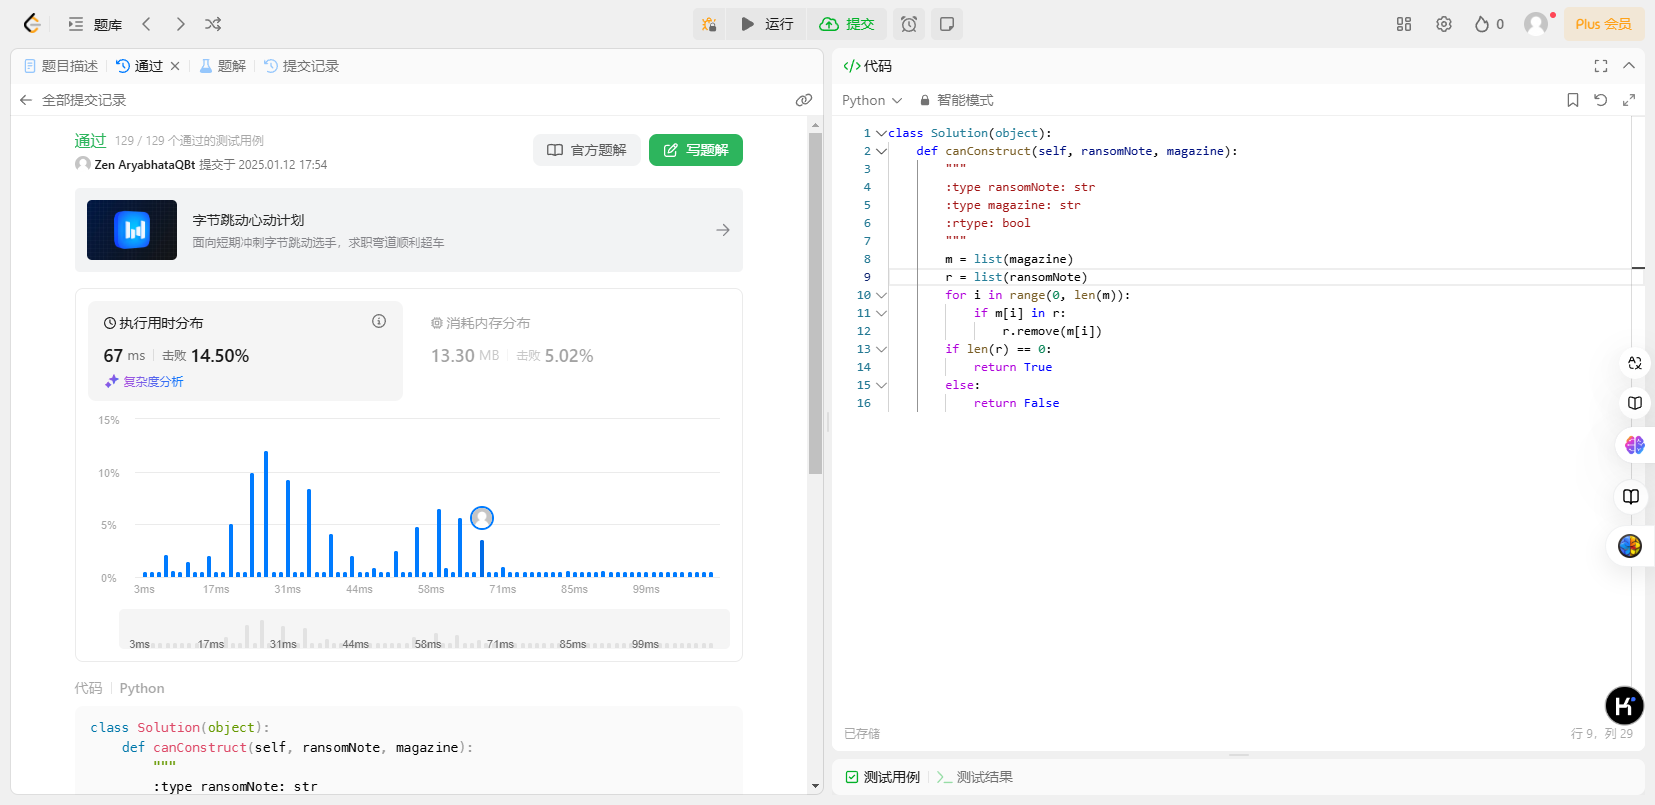 题库
运行
提交
0
Plus 会员
题目描述
通过
题解
提交记录
全部提交记录
通过 129 / 129 个通过的测试用例
Zen AryabhataQBt 提交于 2025.01.12 17:54
官方题解
写题解
字节跳动心动计划
面向短期冲刺字节跳动选手，求职弯道顺利超车
执行用时分布
67 ms 击败 14.50%
复杂度分析
消耗内存分布
13.30 MB 击败 5.02%
15%
10%
5%
0%
3ms 17ms 31ms 44ms 58ms 71ms 85ms 99ms
3ms 17ms 31ms 44ms 58ms 71ms 85ms 99ms
代码 Python
class Solution(object):
def canConstruct(self, ransomNote, magazine):
"""
:type ransomNote: str
代码
Python 智能模式
1 class Solution(object):
2 def canConstruct(self, ransomNote, magazine):
3 """
4 :type ransomNote: str
5 :type magazine: str
6 :rtype: bool
7 """
8 m = list(magazine)
9 r = list(ransomNote)
10 for i in range(0, len(m)):
11 if m[i] in r:
12 r.remove(m[i])
13 if len(r) == 0:
14 return True
15 else:
16 return False
已存储
行 9，列 29
测试用例
测试结果